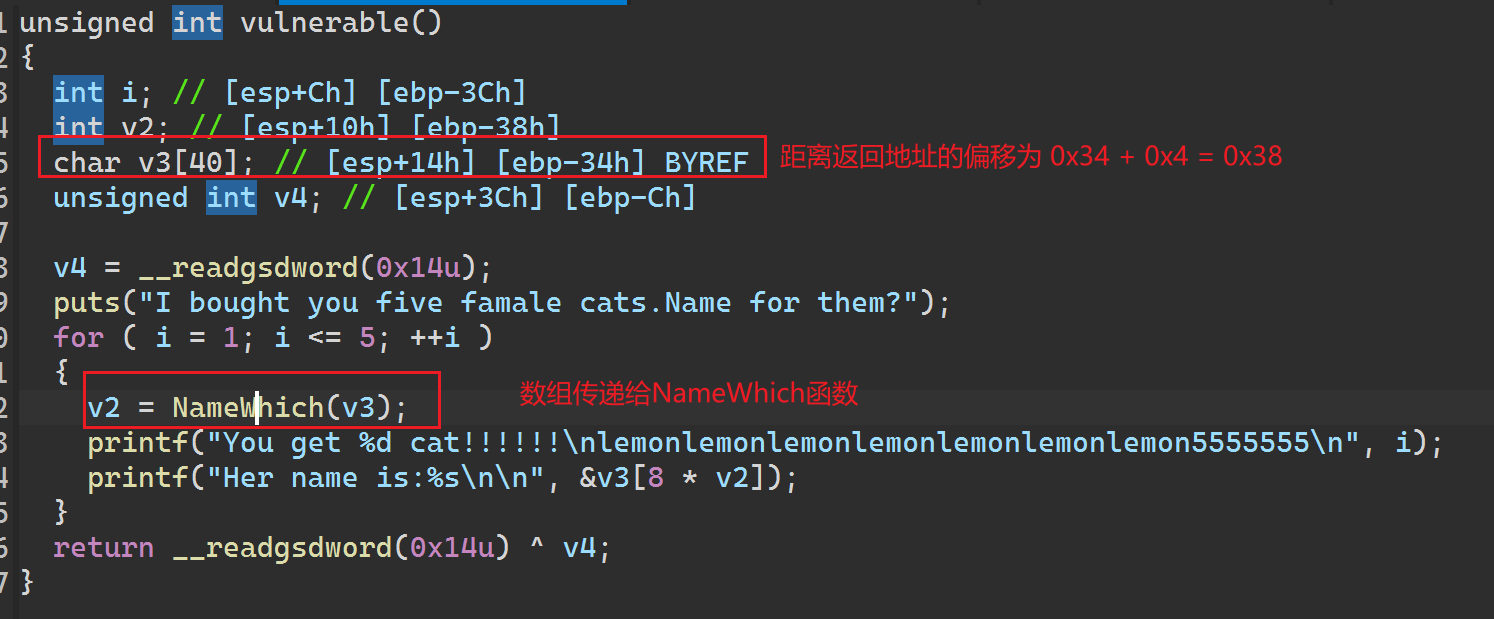 1 unsigned int vulnerable()
2 {
3 int i; // [esp+Ch] [ebp-3Ch]
4 int v2; // [esp+10h] [ebp-38h]
5 char v3[40]; // [esp+14h] [ebp-34h] BYREF 距离返回地址的偏移为 0x34 + 0x4 = 0x38
6 unsigned int v4; // [esp+3Ch] [ebp-Ch]
7
8 v4 = __readgsdword(0x14u);
9 puts("I bought you five famale cats.Name for them?");
0 for ( i = 1; i <= 5; ++i )
1 {
2 v2 = NameWhich(v3); 数组传递给NameWhich函数
3 printf("You get %d cat!!!!!!\nlemonlemonlemonlemonlemonlemonlemon5555555\n", i);
4 printf("Her name is:%s\n\n", &v3[8 * v2]);
5 }
6 return __readgsdword(0x14u) ^ v4;
7 }